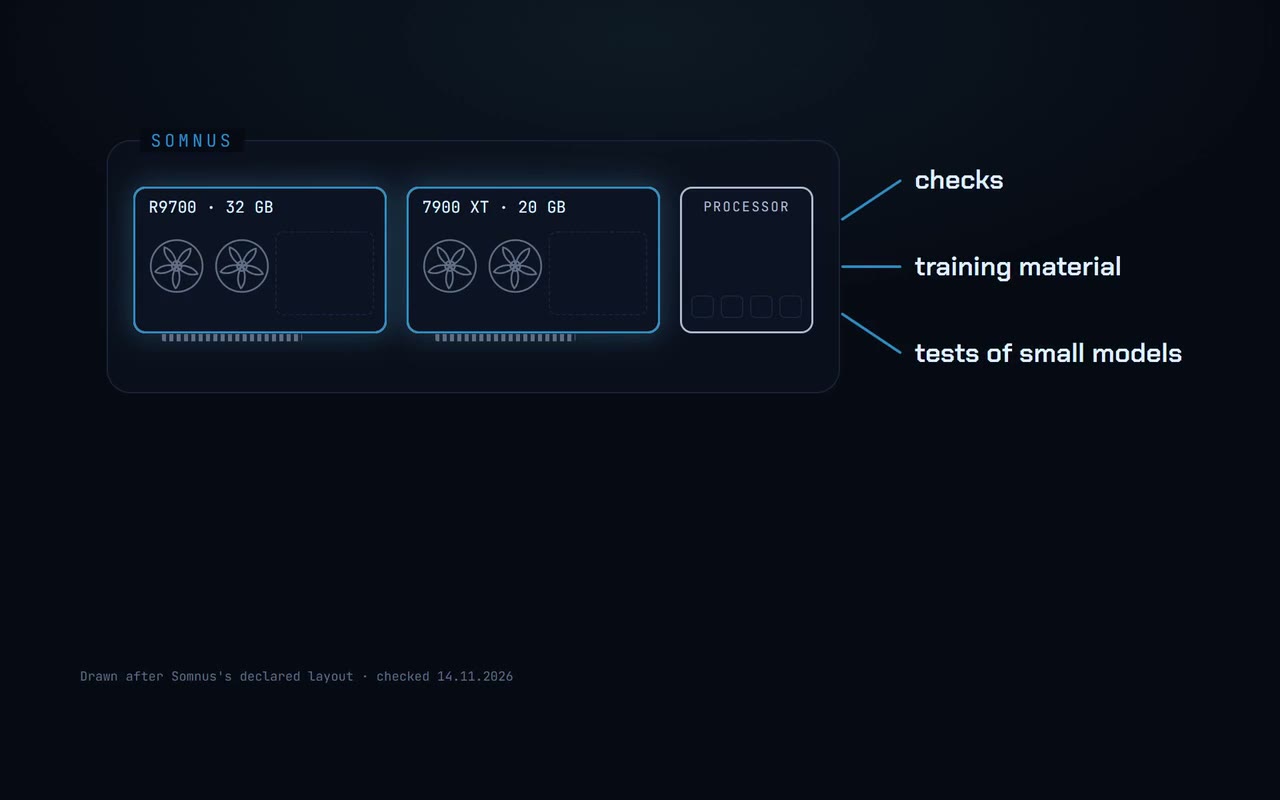 SOMNUS
R9700 · 32 GB
7900 XT · 20 GB
PROCESSOR
checks
training material
tests of small models
Drawn after Somnus's declared layout · checked 14.11.2026